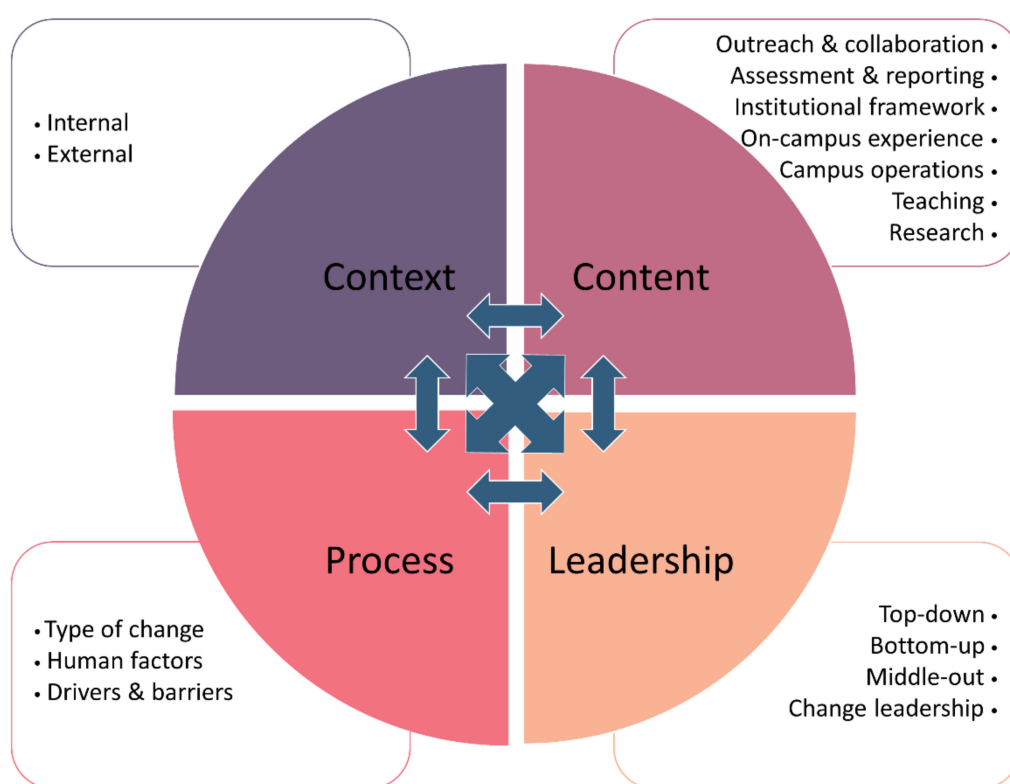 • Internal
• External
Outreach & collaboration •
Assessment & reporting •
Institutional framework •
On-campus experience •
Campus operations •
Teaching •
Research •
Context
Content
Process
Leadership
• Type of change
• Human factors
• Drivers & barriers
Top-down •
Bottom-up •
Middle-out •
Change leadership •